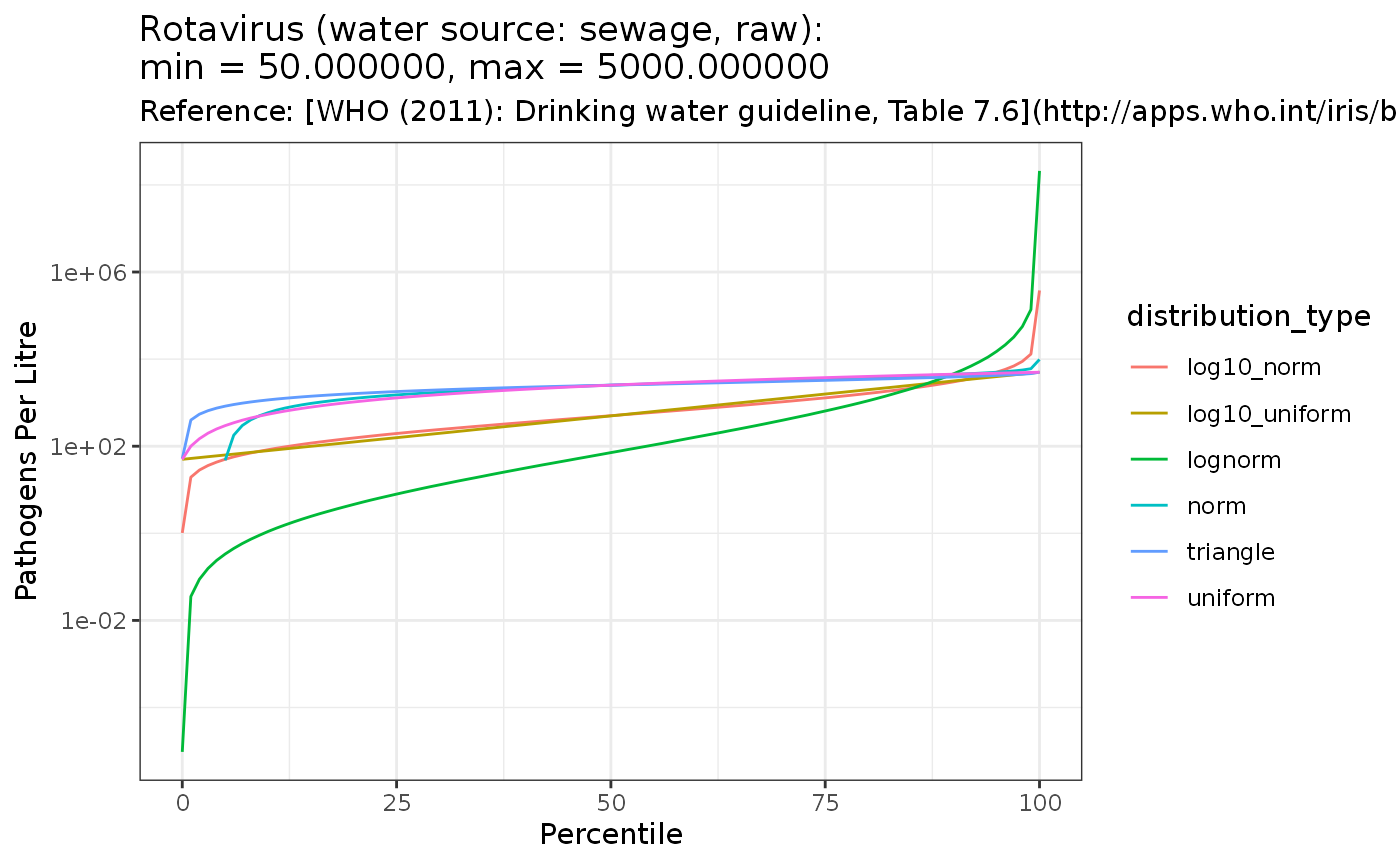 Rotavirus (water source: sewage, raw):
min = 50.000000, max = 5000.000000
Reference: [WHO (2011): Drinking water guideline, Table 7.6](http://apps.who.int/iris/b
1e+06
1e+02
1e-02
Pathogens Per Litre
0 25 50 75 100
Percentile
distribution_type
log10_norm
log10_uniform
lognorm
norm
triangle
uniform